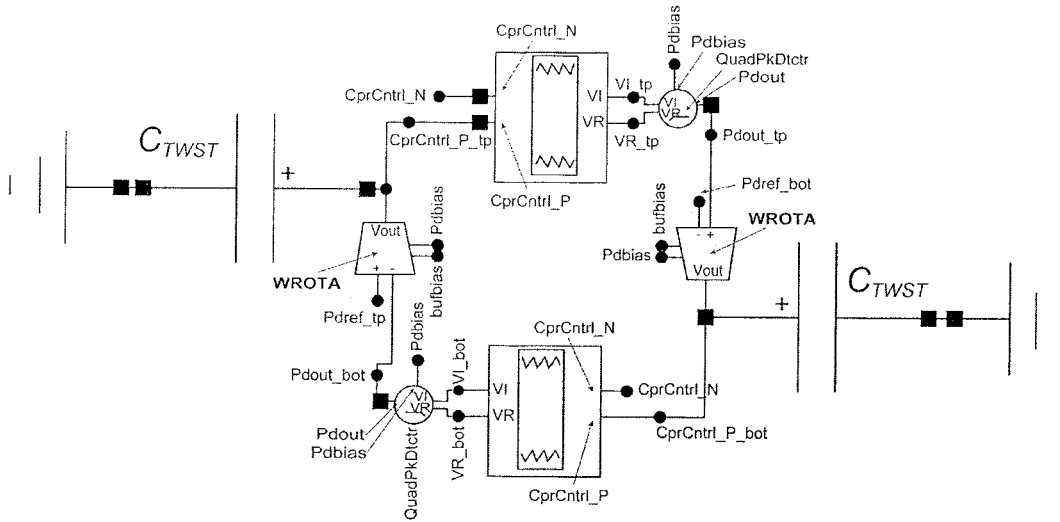 CprCntrl_N
Pdbias
Pdbias
QuadPkDtctr
Pdout
CprCntrl_N
VI
VI_tp
VI
VR
VR
VR_tp
CprCntrl_P_tp
Pdout_tp
C_TWST
+
CprCntrl_P
Pdref_bot
bufbias
WROTA
Vout
Pdbias
- +
Pdbias
Vout
WROTA
+ -
bufbias
+
C_TWST
Pdref_tp
CprCntrl_N
Pdbias
VI_bot
Pdout_bot
VI
VI
CprCntrl_N
VR
VR
CprCntrl_P_bot
Pdout
Pdbias
VR_bot
QuadPkDtctr
CprCntrl_P